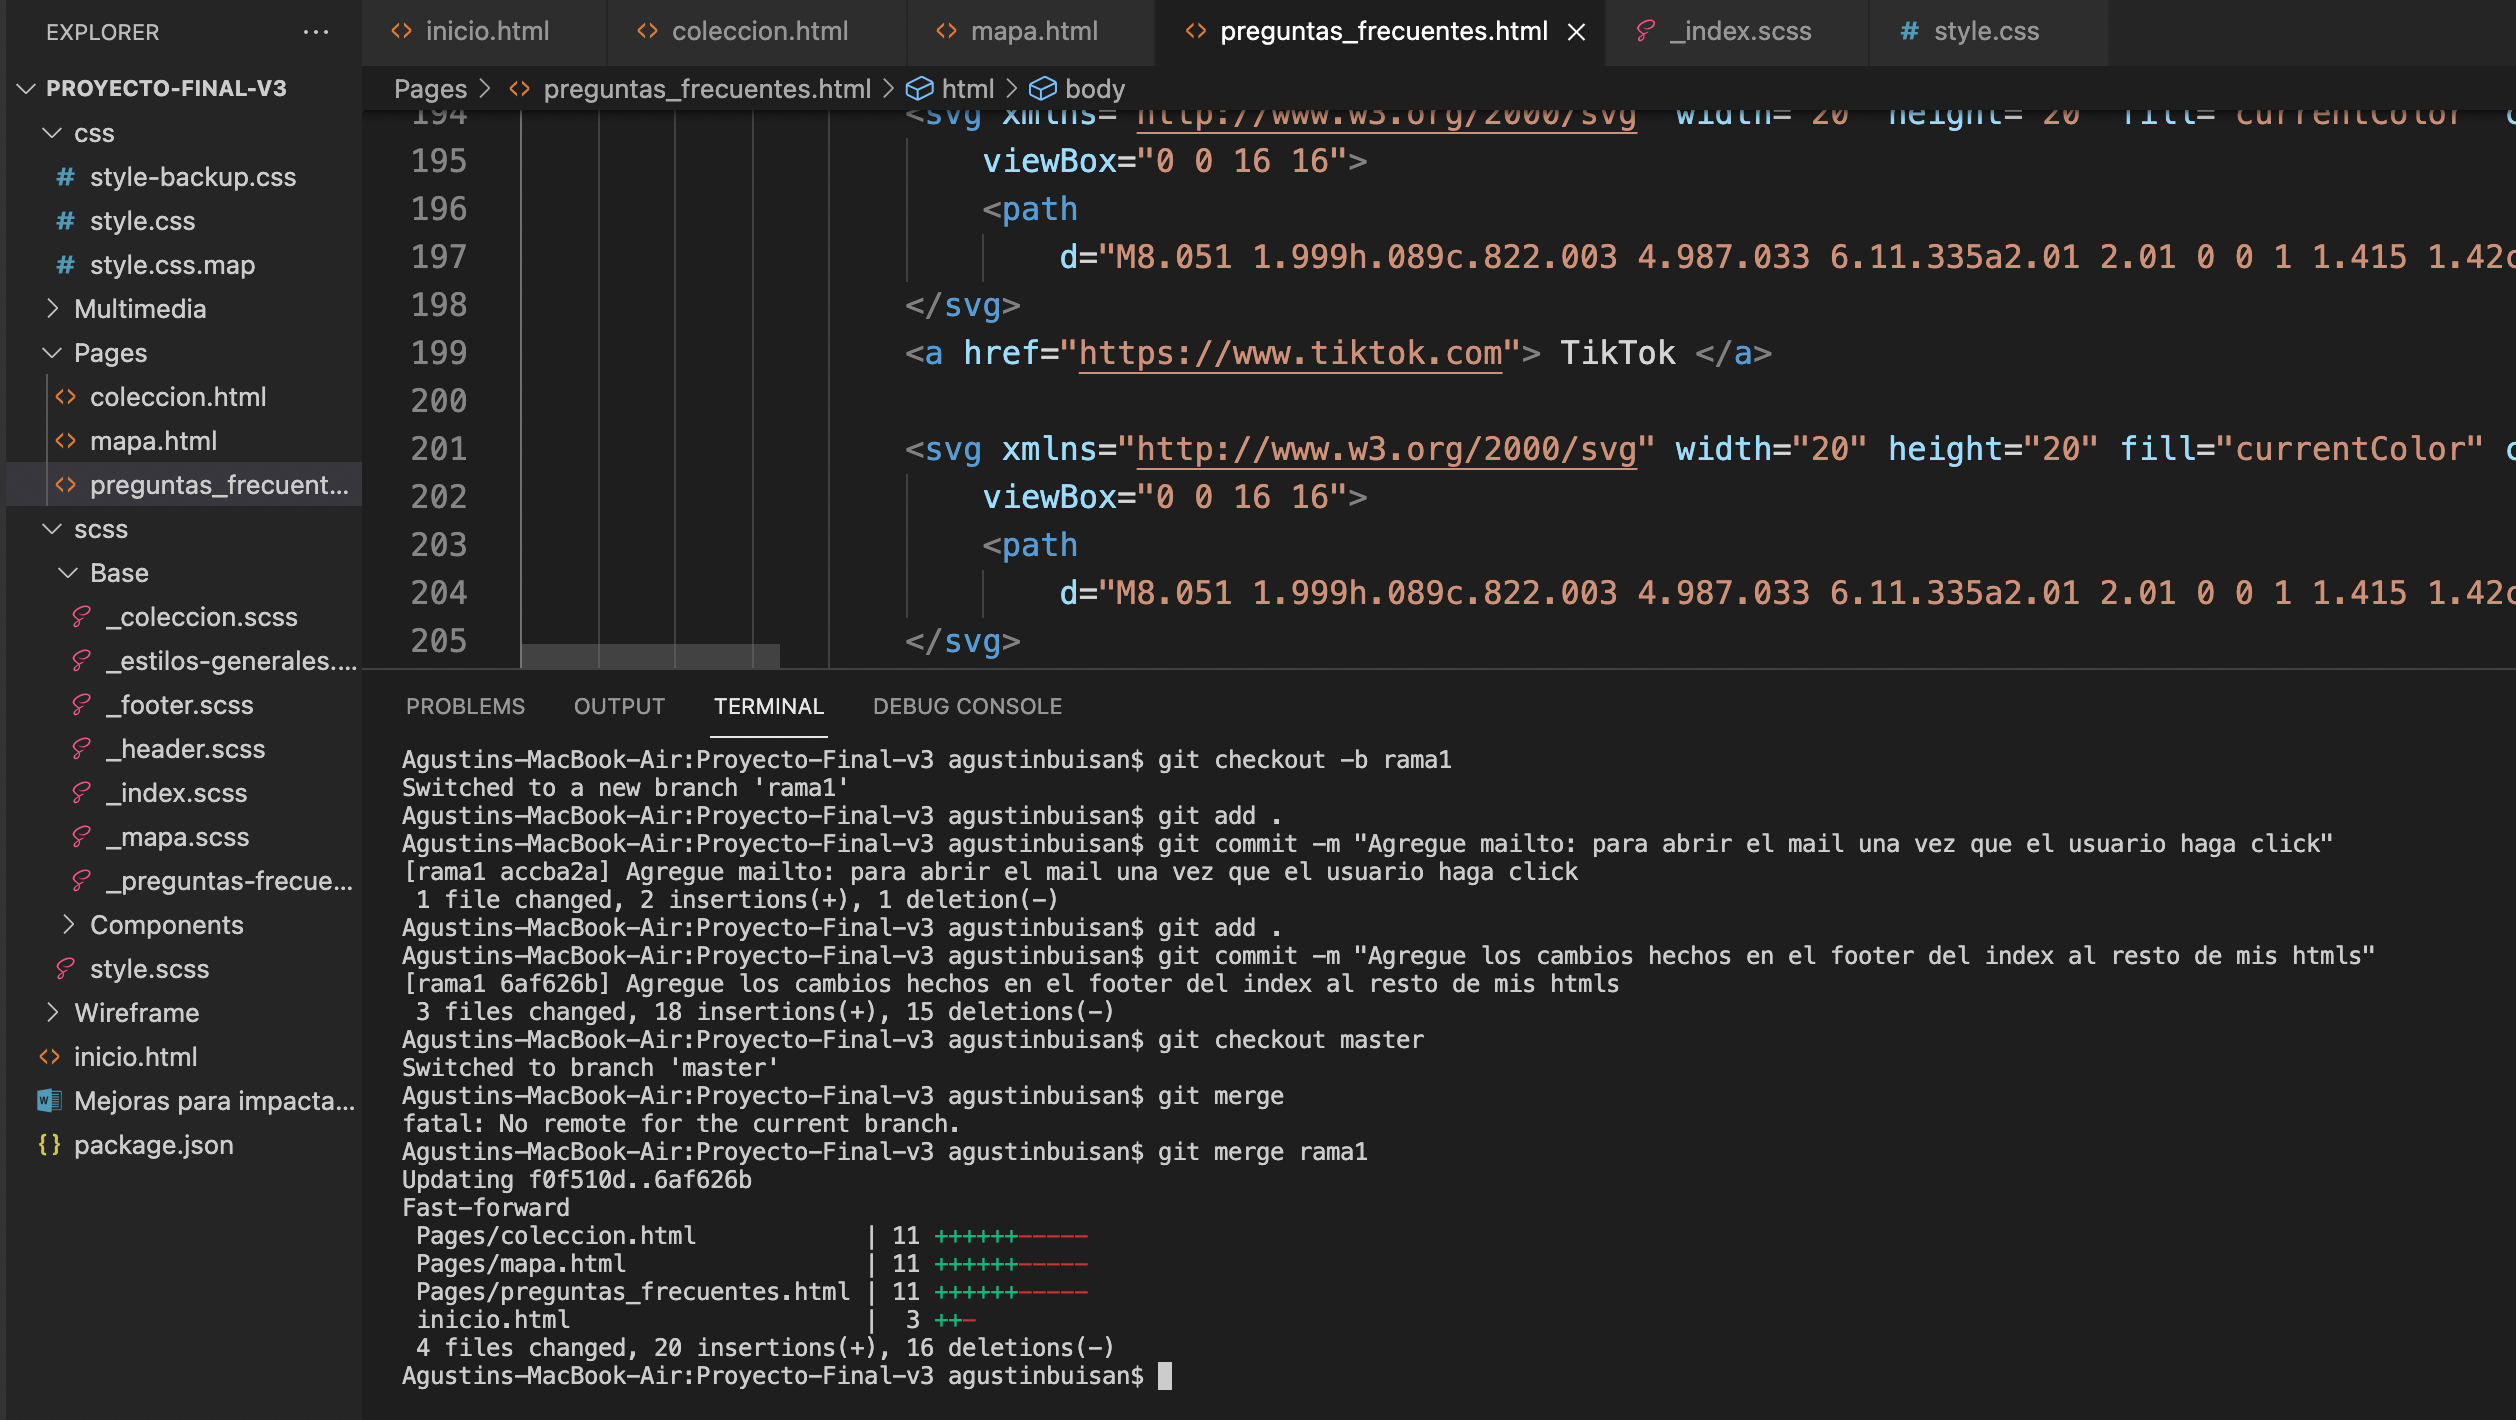 EXPLORER ...
inicio.html
coleccion.html
mapa.html
preguntas_frecuentes.html
_index.scss
# style.css
PROYECTO-FINAL-V3
css
# style-backup.css
# style.css
# style.css.map
Multimedia
Pages
coleccion.html
mapa.html
preguntas_frecuent...
scss
Base
_coleccion.scss
_estilos-generales....
_footer.scss
_header.scss
_index.scss
_mapa.scss
_preguntas-frecue...
Components
style.scss
Wireframe
inicio.html
Mejoras para impacta...
{} package.json
Pages > preguntas_frecuentes.html > html > body
194 <svg xmlns="http://www.w3.org/2000/svg" width="20" height="20" fill="currentColor" c
195 viewBox="0 0 16 16">
196 <path
197 d="M8.051 1.999h.089c.822.003 4.987.033 6.11.335a2.01 2.01 0 0 1 1.415 1.42c
198 </svg>
199 <a href="https://www.tiktok.com"> TikTok </a>
200
201 <svg xmlns="http://www.w3.org/2000/svg" width="20" height="20" fill="currentColor" c
202 viewBox="0 0 16 16">
203 <path
204 d="M8.051 1.999h.089c.822.003 4.987.033 6.11.335a2.01 2.01 0 0 1 1.415 1.42c
205 </svg>
PROBLEMS OUTPUT TERMINAL DEBUG CONSOLE
Agustins-MacBook-Air:Proyecto-Final-v3 agustinbuisan$ git checkout -b rama1
Switched to a new branch 'rama1'
Agustins-MacBook-Air:Proyecto-Final-v3 agustinbuisan$ git add .
Agustins-MacBook-Air:Proyecto-Final-v3 agustinbuisan$ git commit -m "Agregue mailto: para abrir el mail una vez que el usuario haga click"
[rama1 accba2a] Agregue mailto: para abrir el mail una vez que el usuario haga click
1 file changed, 2 insertions(+), 1 deletion(-)
Agustins-MacBook-Air:Proyecto-Final-v3 agustinbuisan$ git add .
Agustins-MacBook-Air:Proyecto-Final-v3 agustinbuisan$ git commit -m "Agregue los cambios hechos en el footer del index al resto de mis htmls"
[rama1 6af626b] Agregue los cambios hechos en el footer del index al resto de mis htmls
3 files changed, 18 insertions(+), 15 deletions(-)
Agustins-MacBook-Air:Proyecto-Final-v3 agustinbuisan$ git checkout master
Switched to branch 'master'
Agustins-MacBook-Air:Proyecto-Final-v3 agustinbuisan$ git merge
fatal: No remote for the current branch.
Agustins-MacBook-Air:Proyecto-Final-v3 agustinbuisan$ git merge rama1
Updating f0f510d..6af626b
Fast-forward
Pages/coleccion.html | 11 ++++++-----
Pages/mapa.html | 11 ++++++-----
Pages/preguntas_frecuentes.html | 11 ++++++-----
inicio.html | 3 ++-
4 files changed, 20 insertions(+), 16 deletions(-)
Agustins-MacBook-Air:Proyecto-Final-v3 agustinbuisan$